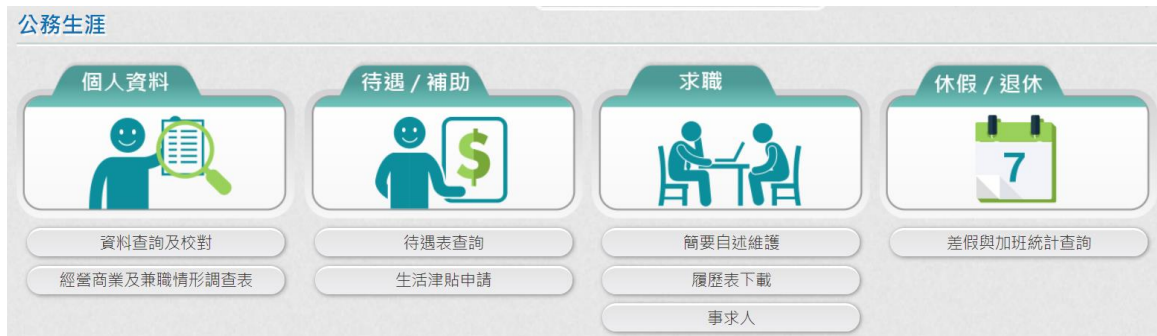 公務生涯
個人資料
待遇 / 補助
求職
休假 / 退休
$
7
資料查詢及校對
待遇表查詢
簡要自述維護
差假與加班統計查詢
經營商業及兼職情形調查表
生活津貼申請
履歷表下載
事求人